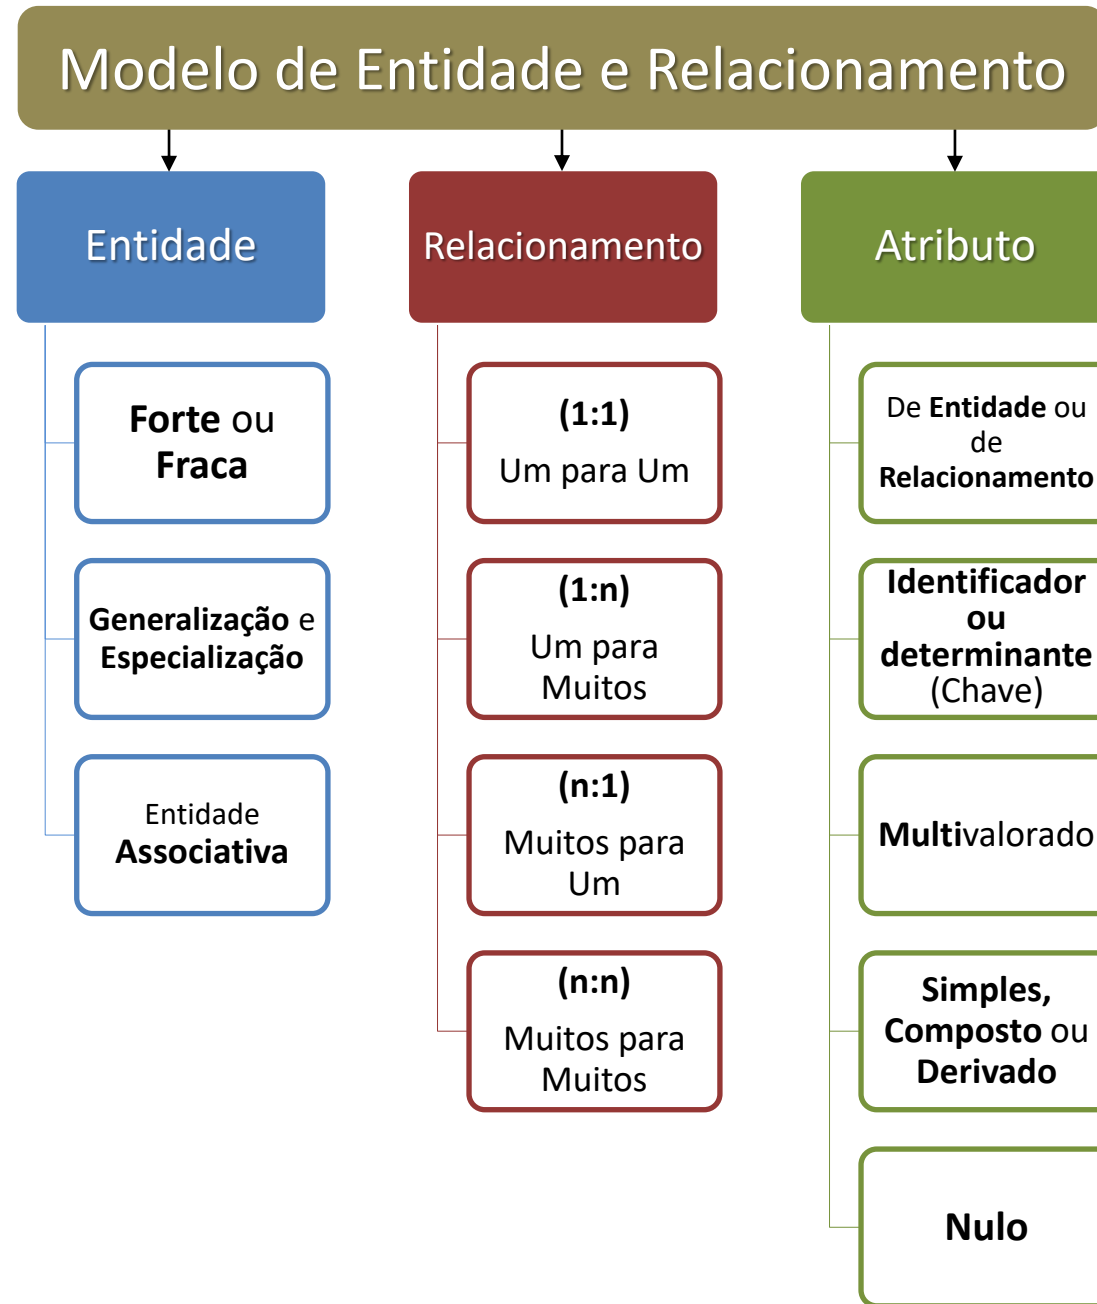 Modelo de Entidade e Relacionamento
Entidade
Forte ou
Fraca
Generalização e
Especialização
Entidade
Associativa
Relacionamento
(1:1)
Um para Um
(1:n)
Um para
Muitos
(n:1)
Muitos para
Um
(n:n)
Muitos para
Muitos
Atributo
De Entidade ou
de
Relacionamento
Identificador
ou
determinante
(Chave)
Multivalorado
Simples,
Composto ou
Derivado
Nulo